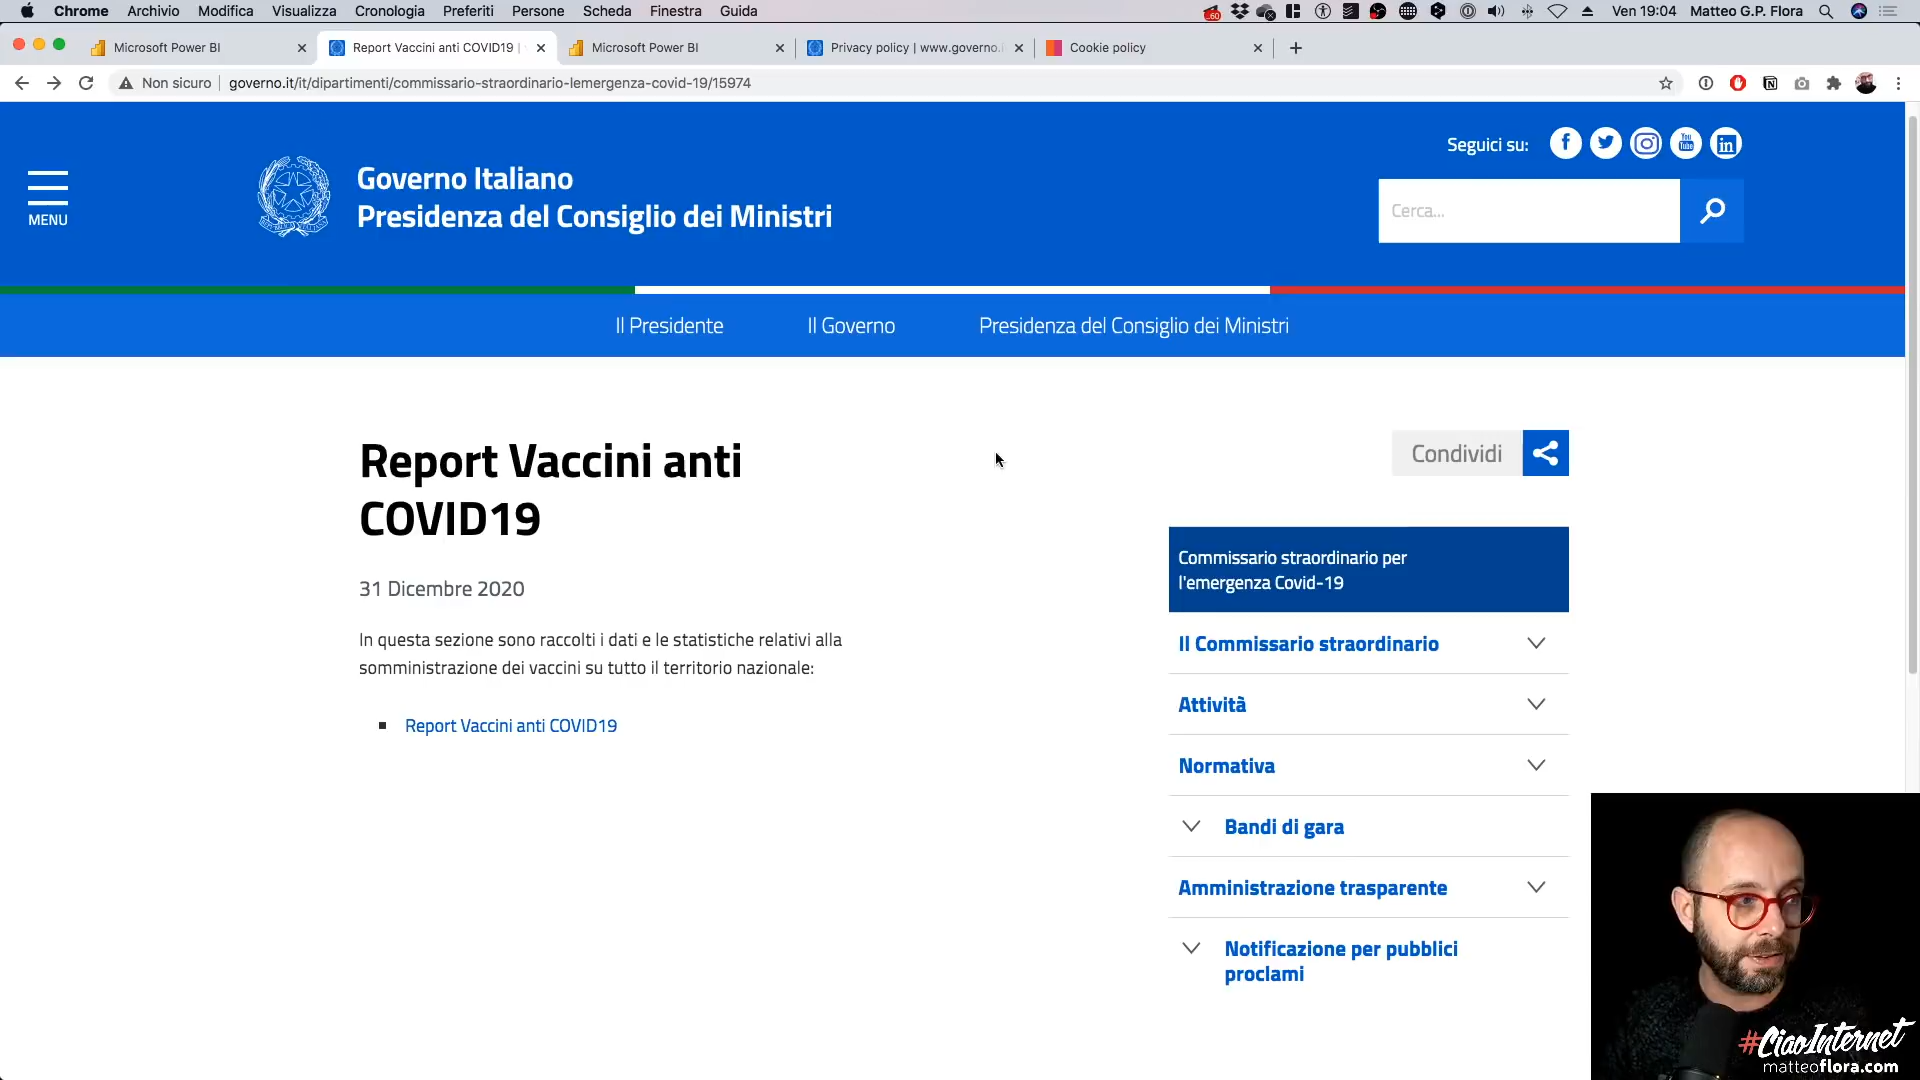 Chrome Archivio Modifica Visualizza Cronologia Preferiti Persone Scheda Finestra Guida
60
Ven 19:04 Matteo G.P. Flora
Microsoft Power BI
Report Vaccini anti COVID19 |
Microsoft Power BI
Privacy policy | www.governo.i
Cookie policy
Non sicuro governo.it/it/dipartimenti/commissario-straordinario-lemergenza-covid-19/15974
MENU
Governo Italiano
Presidenza del Consiglio dei Ministri
Seguici su:
Cerca...
Il Presidente Il Governo Presidenza del Consiglio dei Ministri
Report Vaccini anti
COVID19
31 Dicembre 2020
In questa sezione sono raccolti i dati e le statistiche relativi alla
somministrazione dei vaccini su tutto il territorio nazionale:
Report Vaccini anti COVID19
Condividi
Commissario straordinario per
l'emergenza Covid-19
Il Commissario straordinario
Attività
Normativa
Bandi di gara
Amministrazione trasparente
Notificazione per pubblici
proclami
#CiaoInternet
matteoflora.com